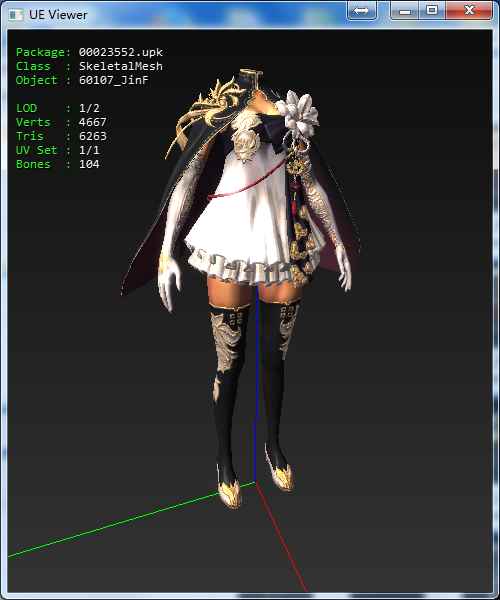 UE Viewer
Package: 00023552.upk
Class : SkeletalMesh
Object : 60107_JinF
LOD : 1/2
Verts : 4667
Tris : 6263
UV Set : 1/1
Bones : 104